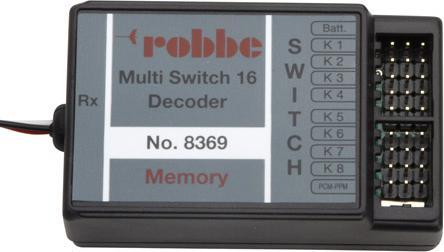 robbe
Multi Switch 16
Decoder
Rx
No. 8369
Memory
SWITCH
Batt.
K 1
K 2
K 3
K 4
K 5
K 6
K 7
K 8
PCM-PPM